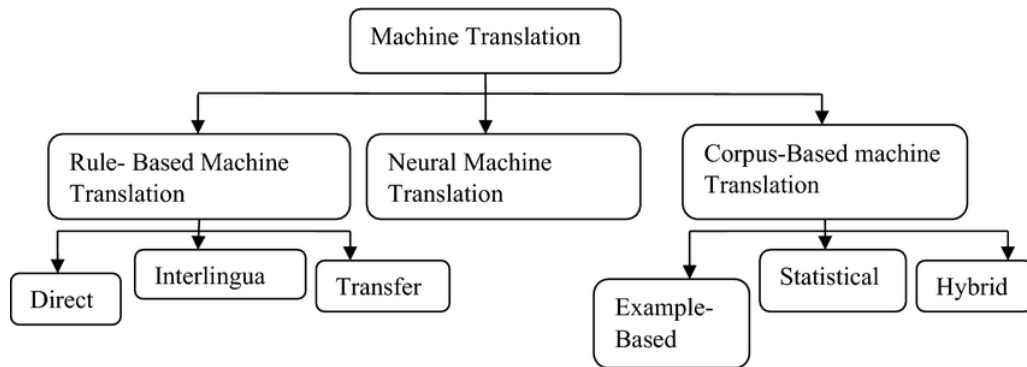 Machine Translation
Rule- Based Machine
Translation
Neural Machine
Translation
Corpus-Based machine
Translation
Direct
Interlingua
Transfer
Example-
Based
Statistical
Hybrid